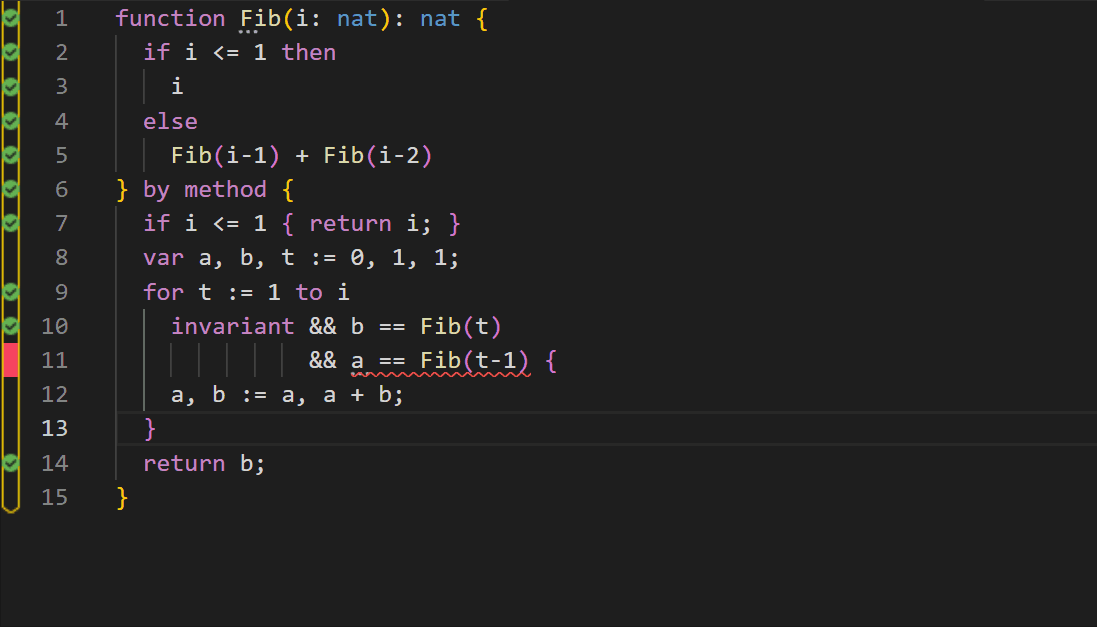 1 function Fib(i: nat): nat {
2 if i <= 1 then
3 i
4 else
5 Fib(i-1) + Fib(i-2)
6 } by method {
7 if i <= 1 { return i; }
8 var a, b, t := 0, 1, 1;
9 for t := 1 to i
10 invariant && b == Fib(t)
11 && a == Fib(t-1) {
12 a, b := a, a + b;
13 }
14 return b;
15 }